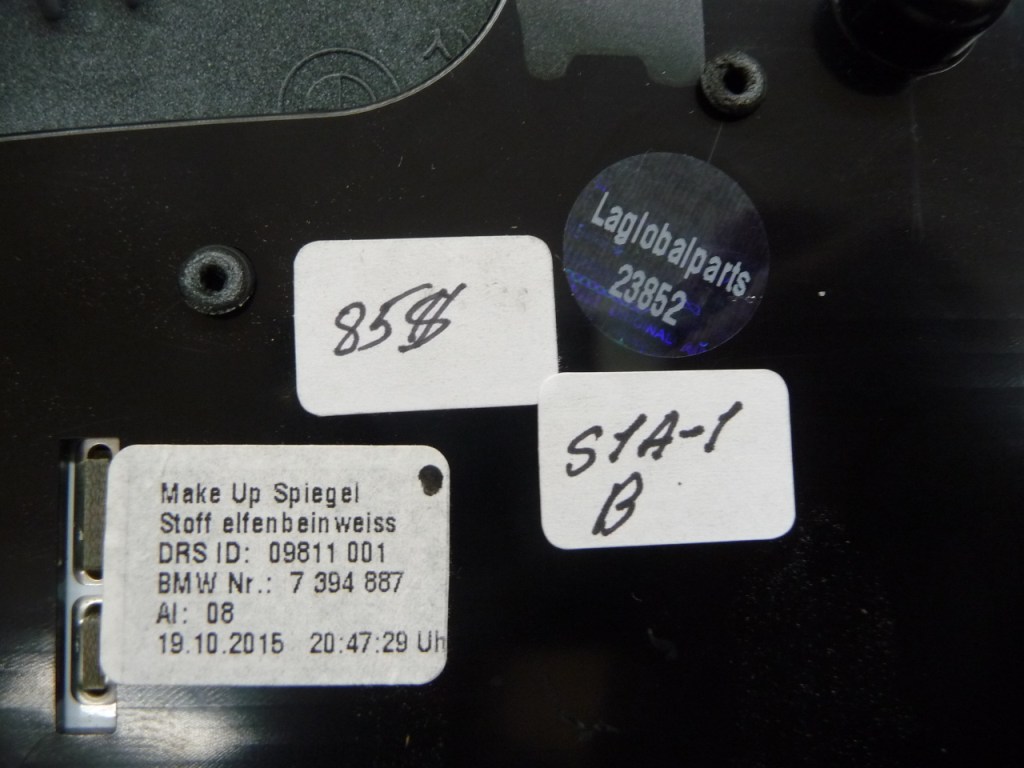 Laglobalparts
23852
85$
S1A-1
B
Make Up Spiegel
Stoff elfenbeinweiss
DRS ID: 09811 001
BMW Nr.: 7 394 887
AI: 08
19.10.2015 20:47:29 Uh